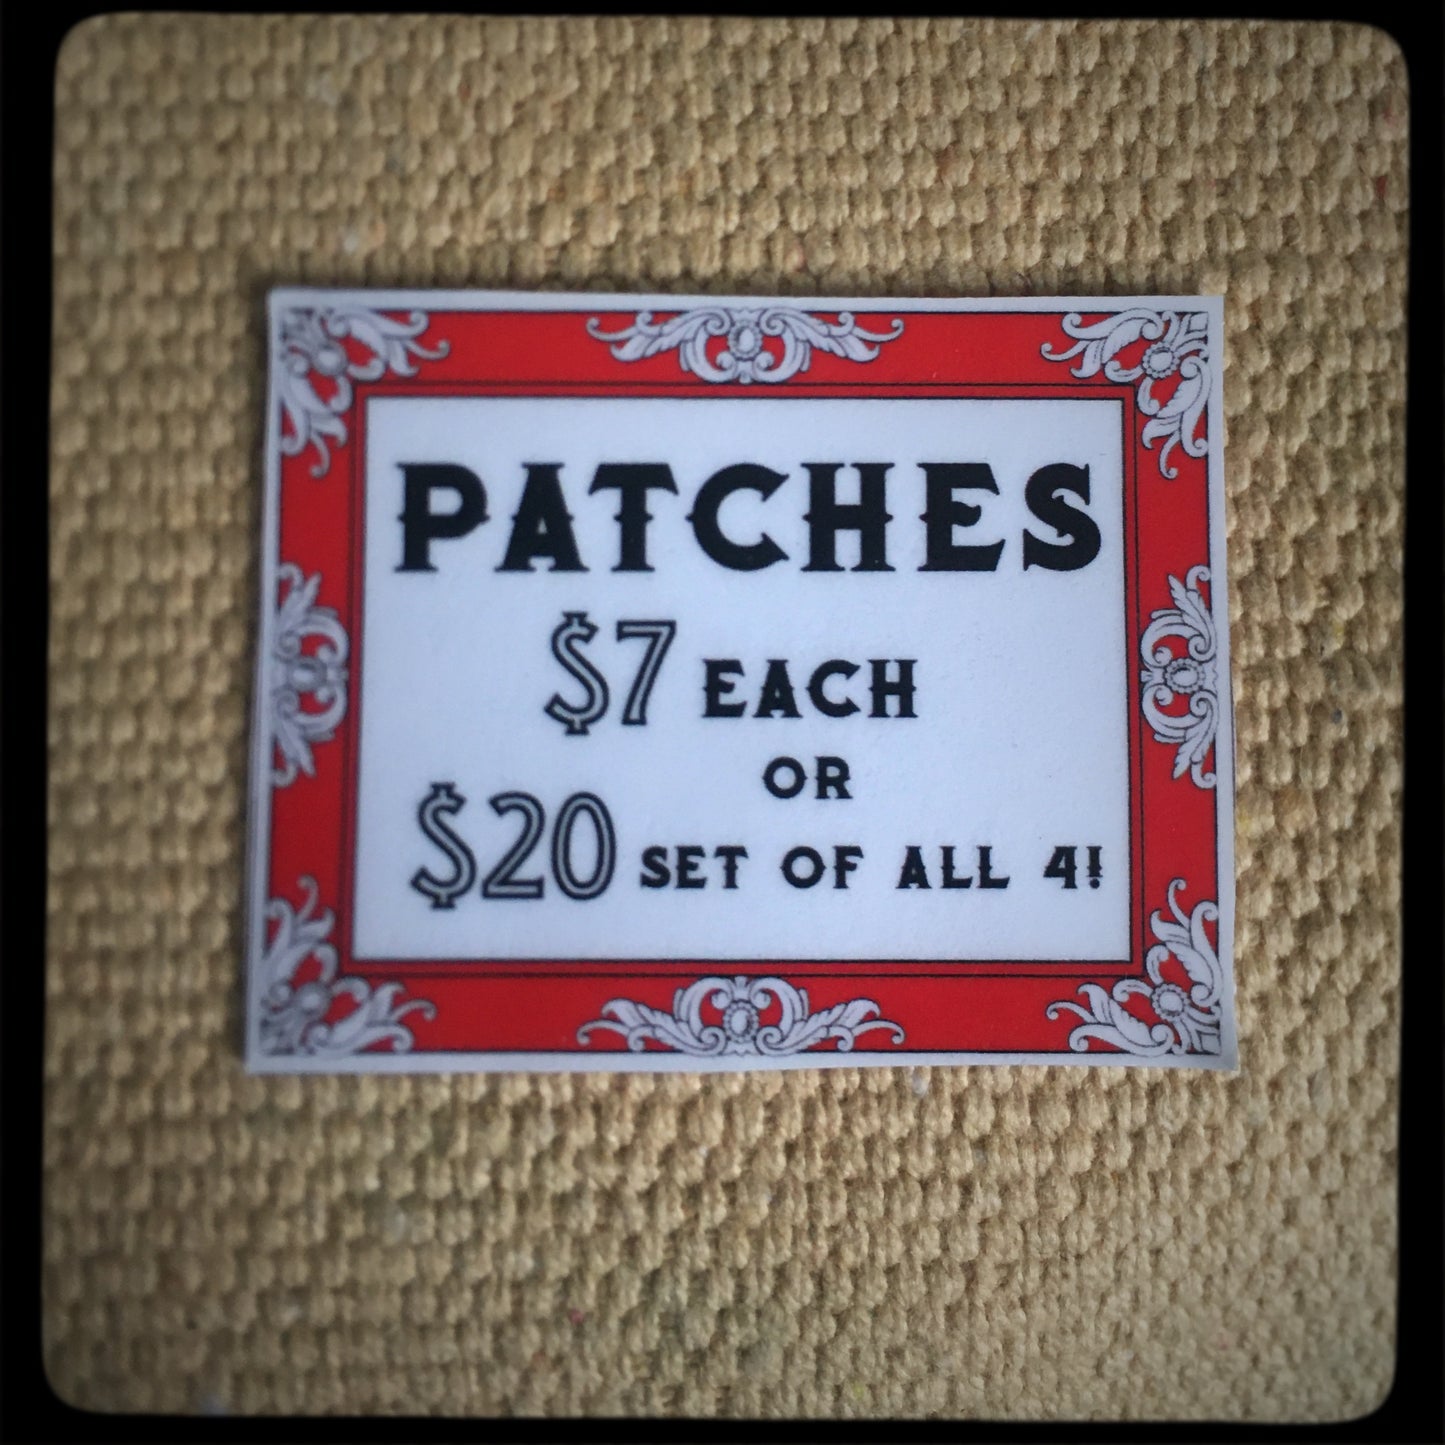 PATCHES
$7 EACH
OR
$20 SET OF ALL 4!